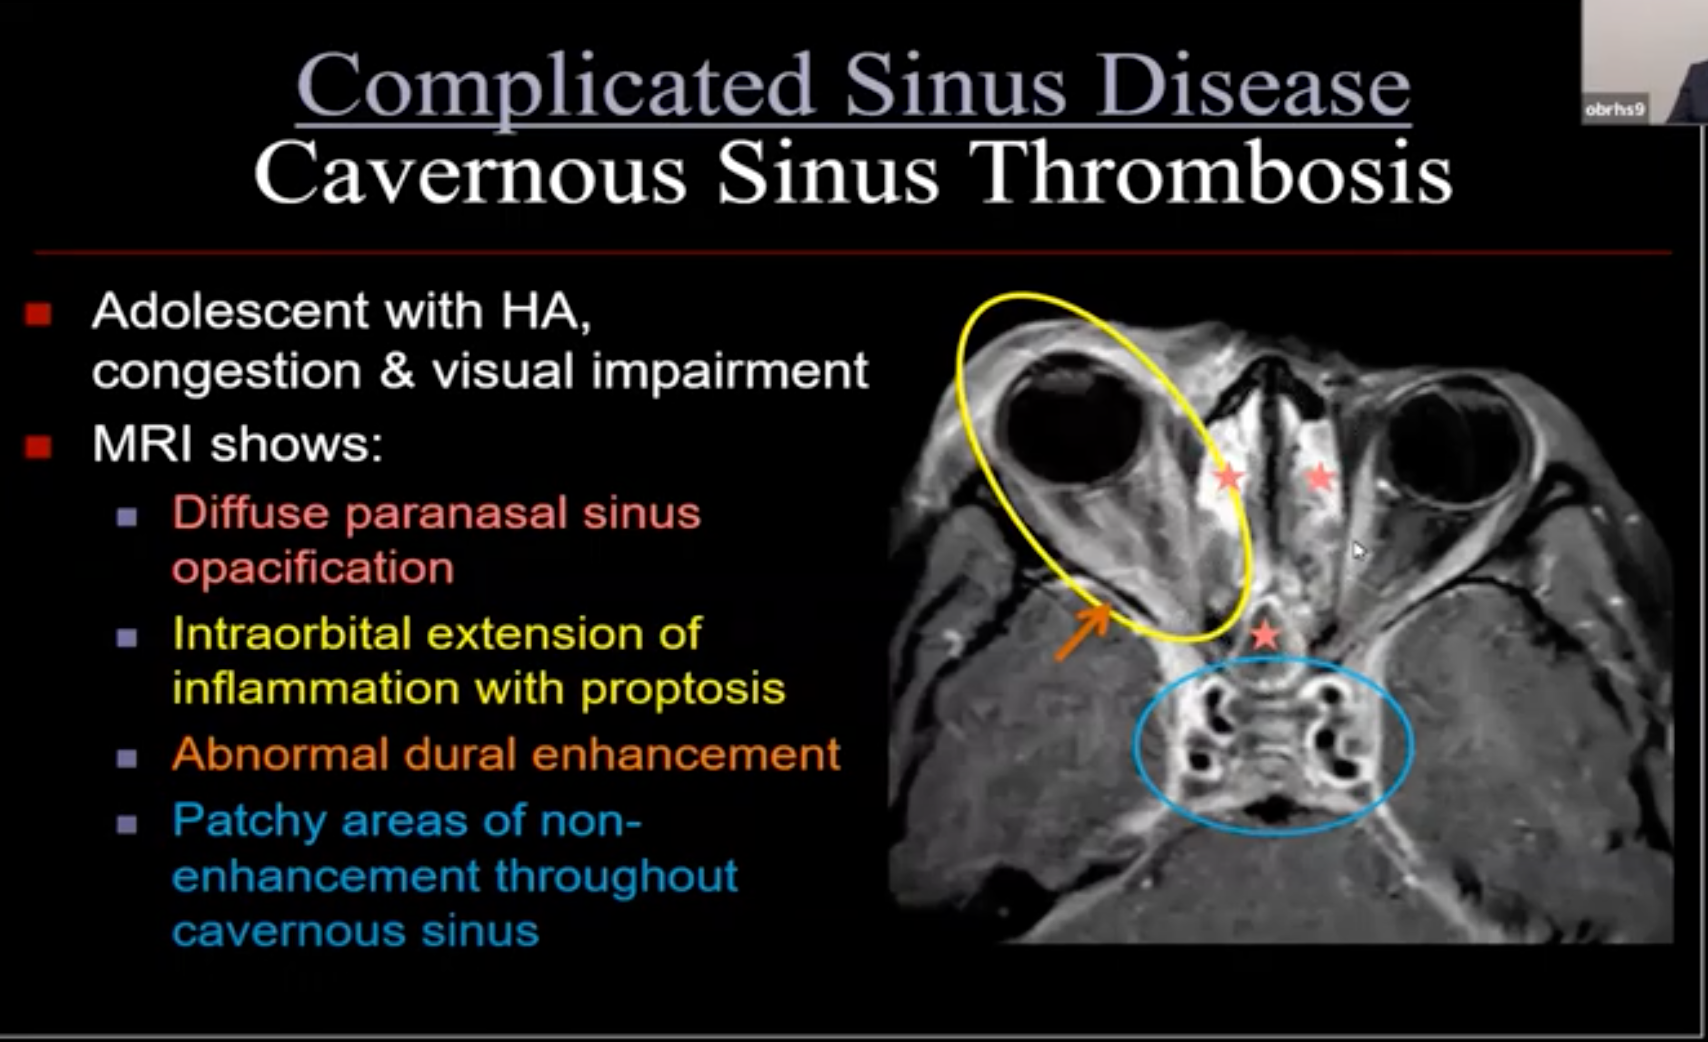 Complicated Sinus Disease
obrhs9
Cavernous Sinus Thrombosis
Adolescent with HA,
congestion & visual impairment
MRI shows:
Diffuse paranasal sinus
opacification
Intraorbital extension of
inflammation with proptosis
Abnormal dural enhancement
Patchy areas of non-
enhancement throughout
cavernous sinus